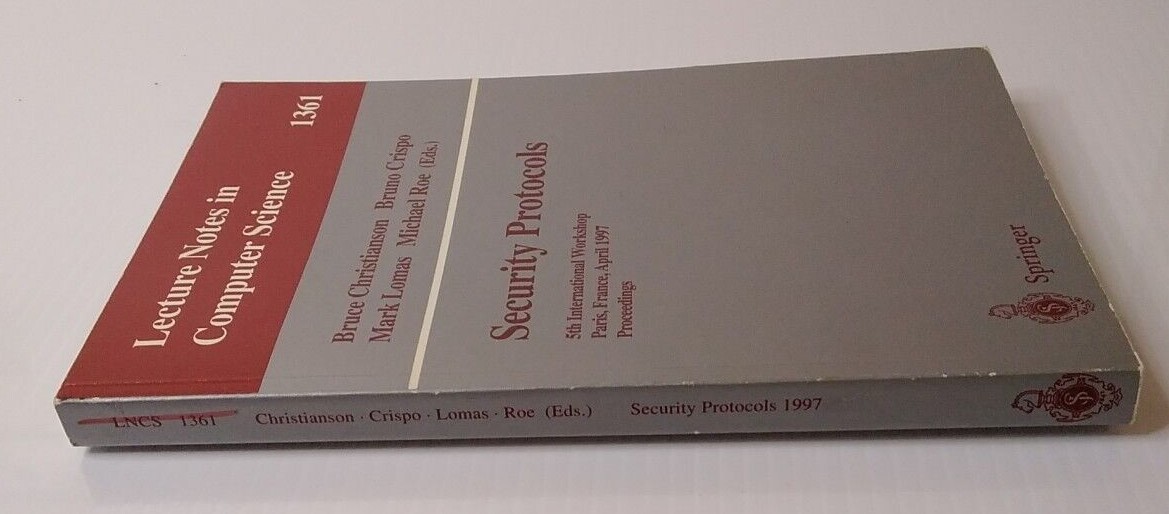 Lecture Notes in
Computer Science 1361
Bruce Christianson Bruno Crispo
Mark Lomas Michael Roe (Eds.)
Security Protocols
5th International Workshop
Paris, France, April 1997
Proceedings
Springer
LNCS 1361 Christianson · Crispo · Lomas · Roe (Eds.) Security Protocols 1997